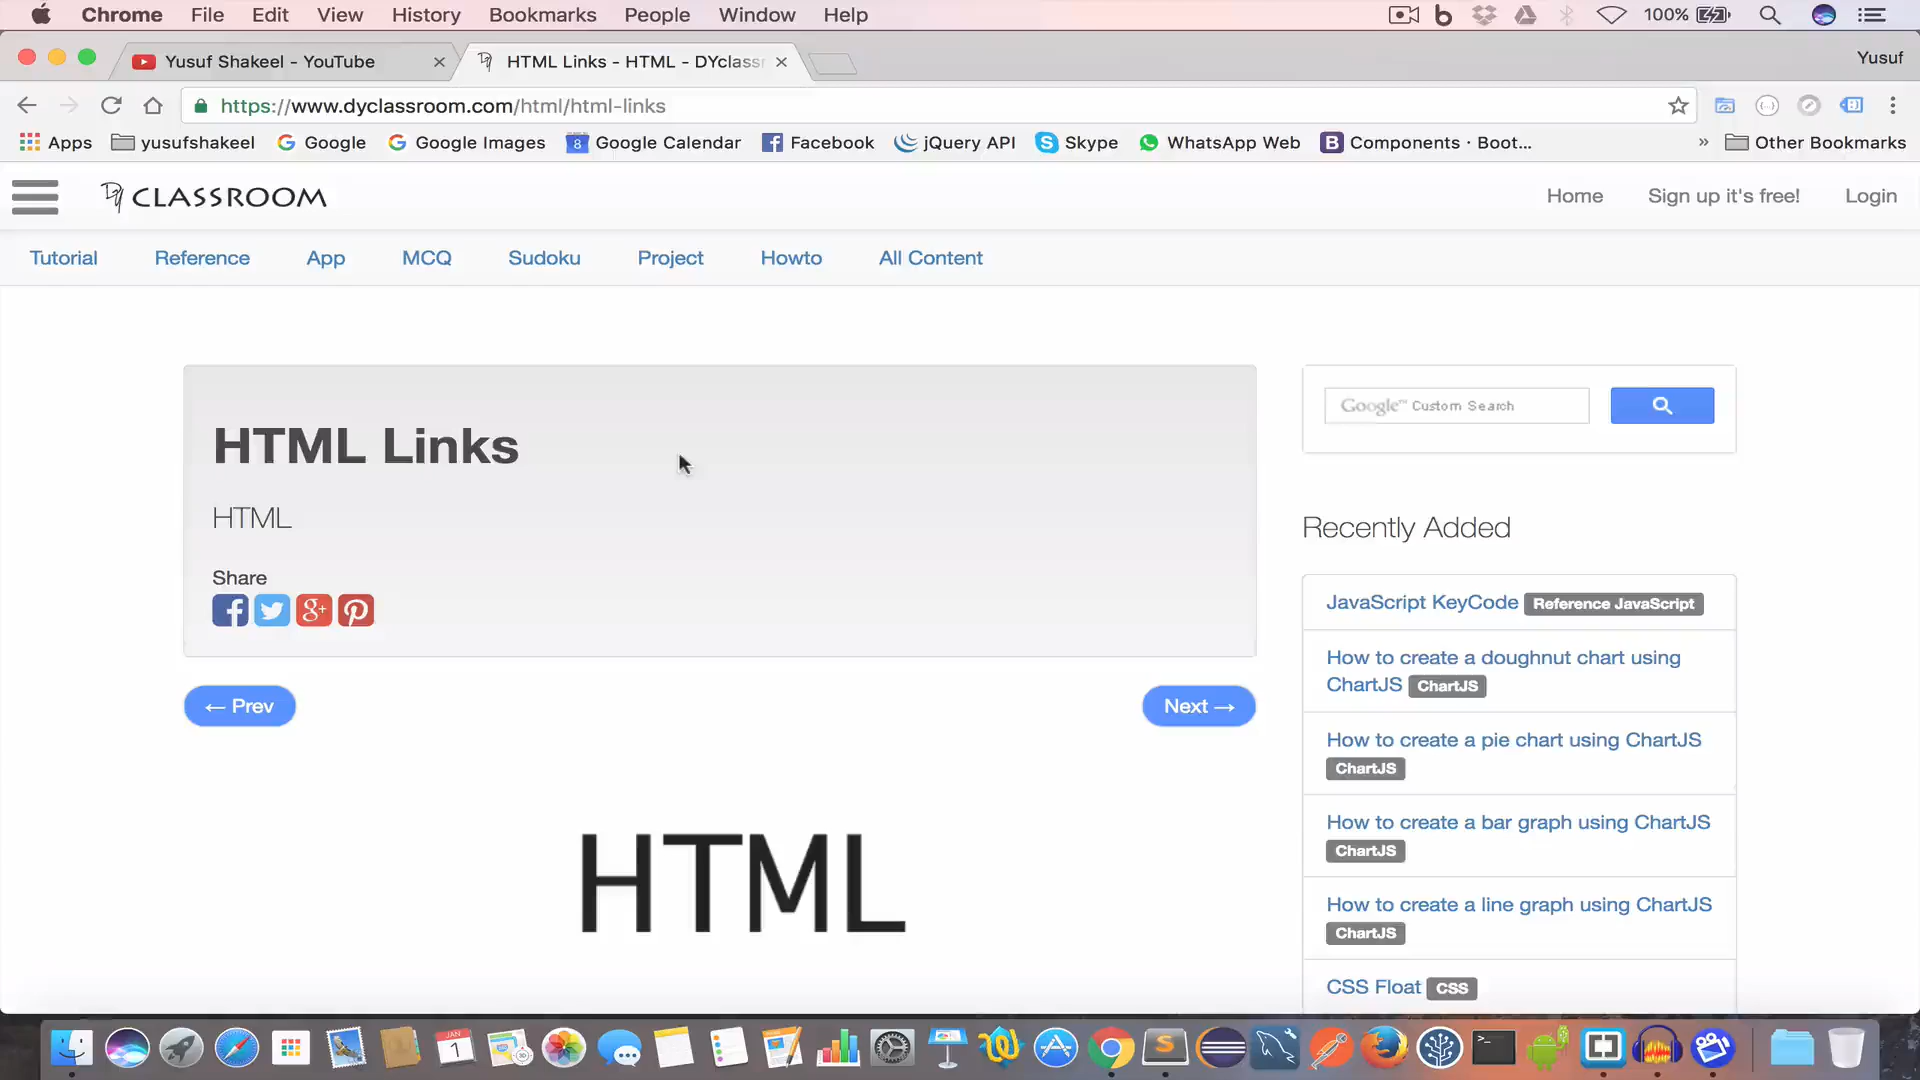 Chrome File Edit View History Bookmarks People Window Help 100%
Yusuf Shakeel - YouTube HTML Links - HTML - DYclassr Yusuf
https://www.dyclassroom.com/html/html-links
Apps yusufshakeel Google Google Images Google Calendar Facebook jQuery API Skype WhatsApp Web Components · Boot... » Other Bookmarks
DY CLASSROOM Home Sign up it's free! Login
Tutorial Reference App MCQ Sudoku Project Howto All Content
HTML Links
HTML
Share
← Prev
Next →
HTML
Google™ Custom Search
Recently Added
JavaScript KeyCode Reference JavaScript
How to create a doughnut chart using
ChartJS ChartJS
How to create a pie chart using ChartJS
ChartJS
How to create a bar graph using ChartJS
ChartJS
How to create a line graph using ChartJS
ChartJS
CSS Float CSS
JAN
1